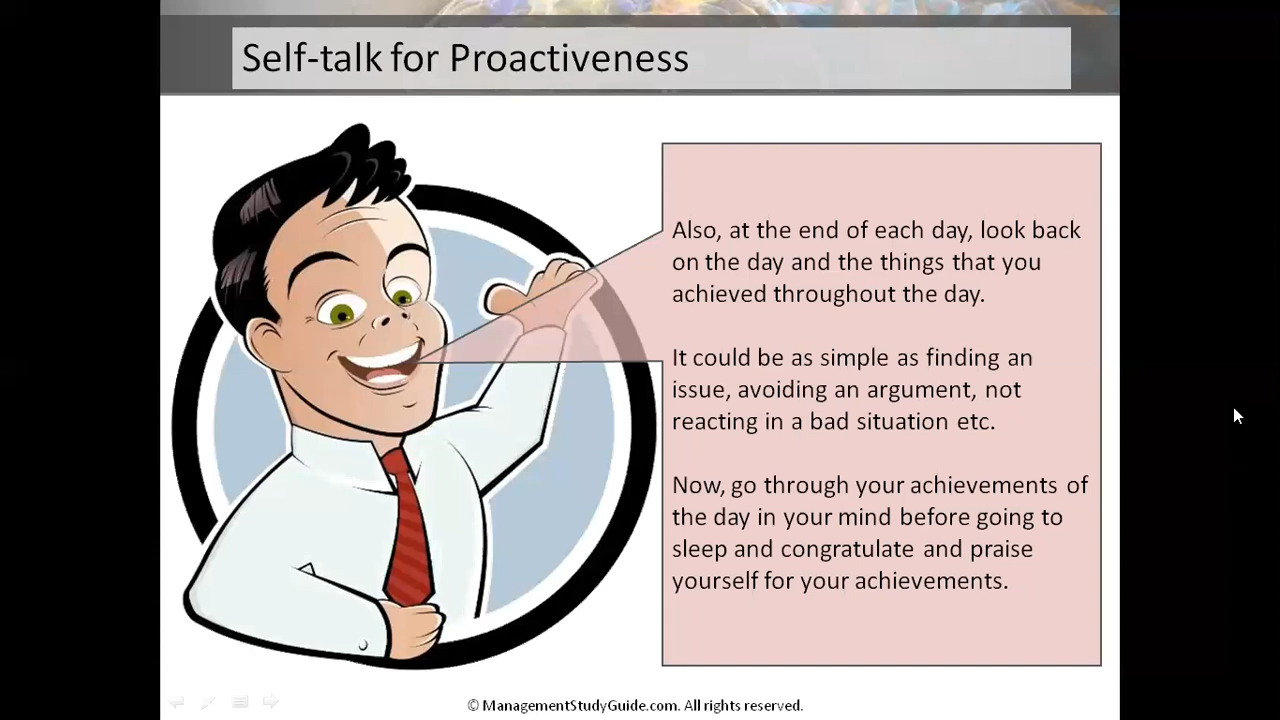 Self-talk for Proactiveness
Also, at the end of each day, look back
on the day and the things that you
achieved throughout the day.
It could be as simple as finding an
issue, avoiding an argument, not
reacting in a bad situation etc.
Now, go through your achievements of
the day in your mind before going to
sleep and congratulate and praise
yourself for your achievements.
© ManagementStudyGuide.com. All rights reserved.